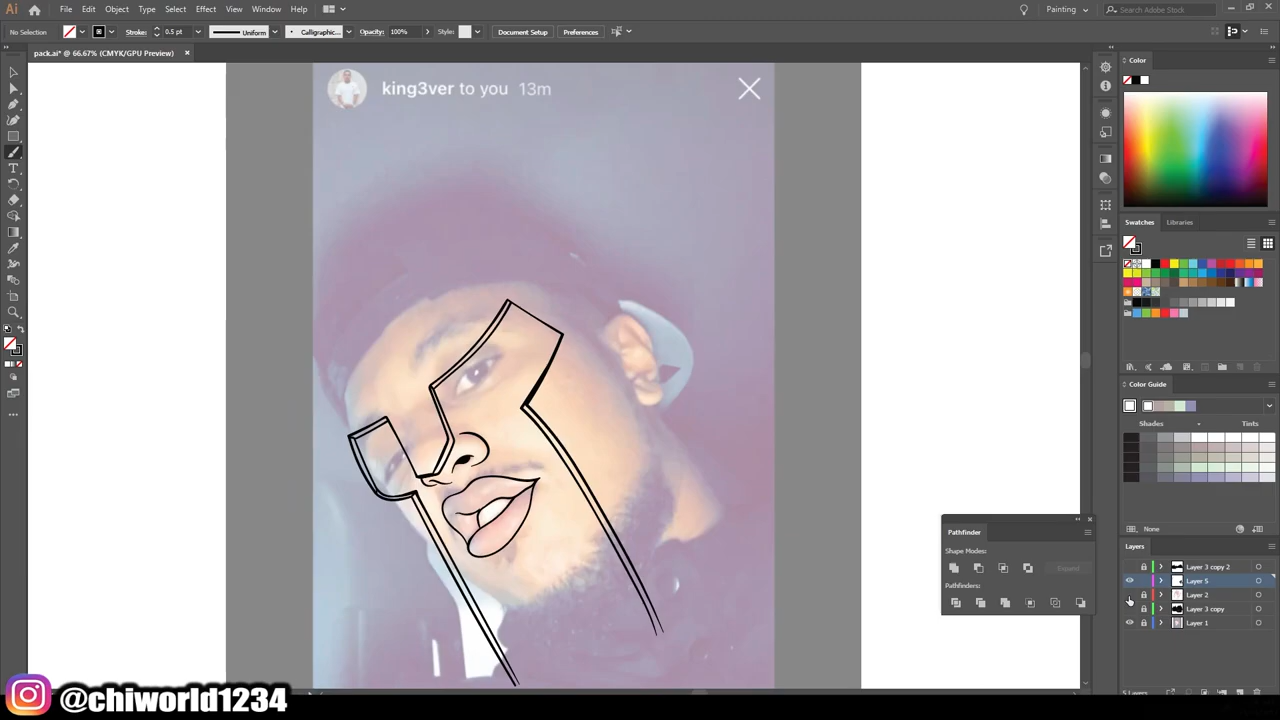 Ai File Edit Object Type Select Effect View Window Help Painting Search Adobe Stock
No Selection Stroke: 0.5 pt Uniform Calligraphic... Opacity: 100% Style: Document Setup Preferences
pack.ai* @ 66.67% (CMYK/GPU Preview)
Color
king3ver to you 13m
Swatches Libraries
Color Guide
Shades Tints
None
Pathfinder
Shape Modes:
Expand
Pathfinders:
Layers
Layer 3 copy 2
Layer 5
Layer 2
Layer 3 copy
Layer 1
5 Layers
@chiworld1234